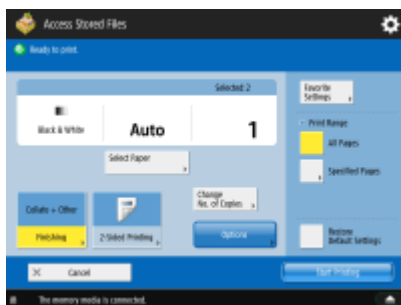 Access Stored Files
Ready to print.
Selected: 2
Black & White
Auto
1
Select Paper
Collate + Other
Finishing
2-Sided Printing
Change
No. of Copies
Options
Favorite
Settings
Print Range
All Pages
Specified Pages
Restore
Default Settings
Cancel
Start Printing
The memory media is connected.